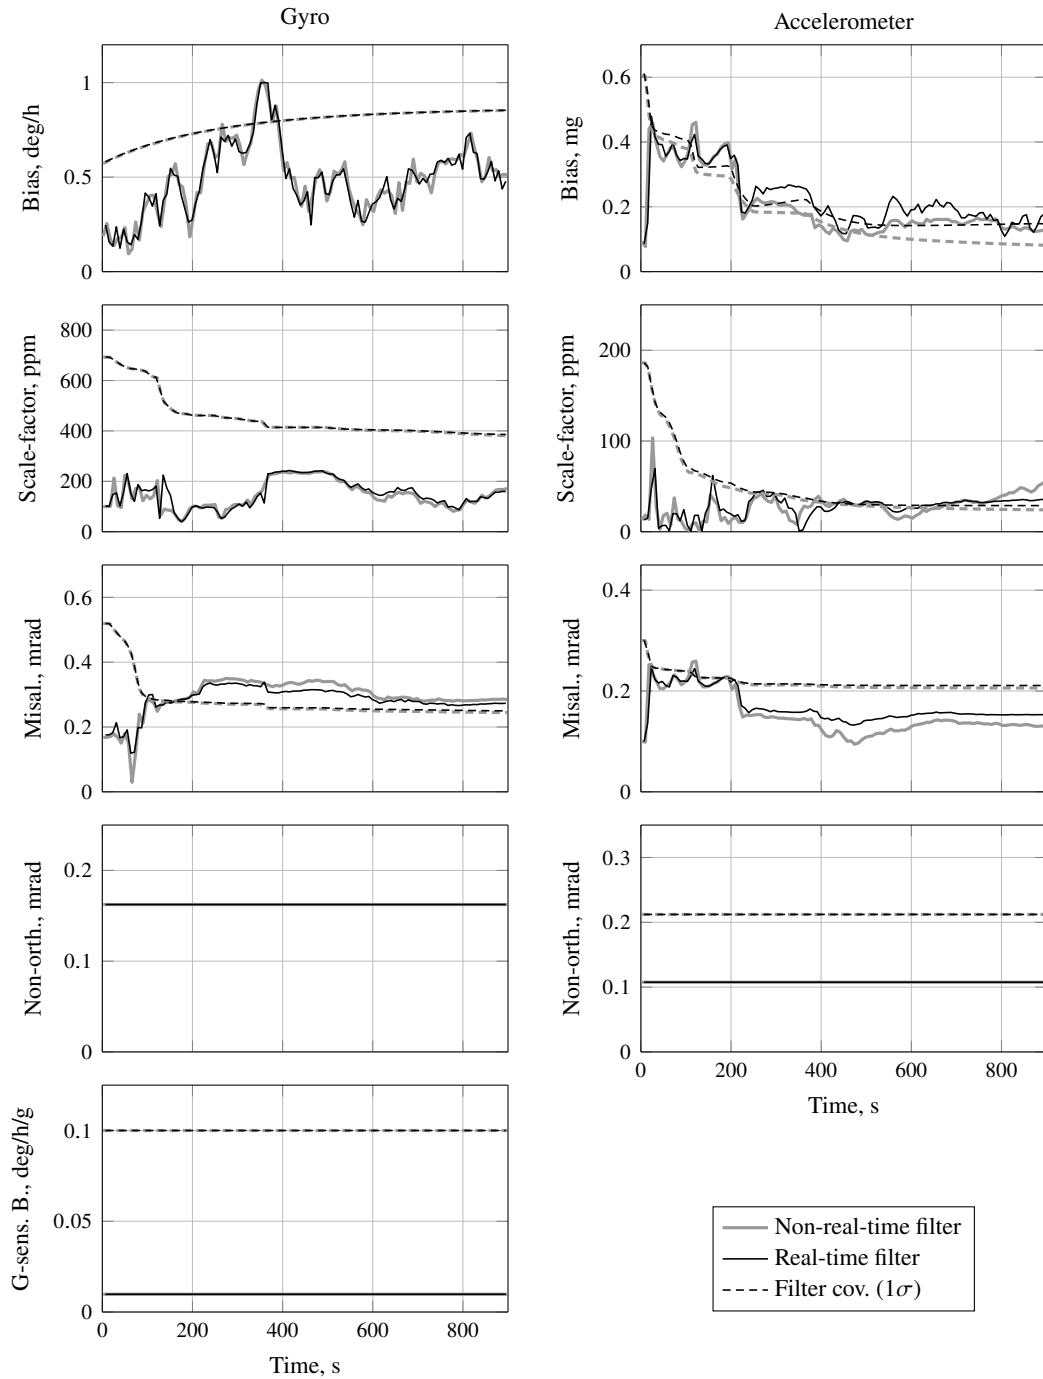 Gyro
Accelerometer
Bias, deg/h
1
0.5
0
Bias, mg
0.6
0.4
0.2
0
Scale-factor, ppm
800
600
400
200
0
Scale-factor, ppm
200
100
0
Misal., mrad
0.6
0.4
0.2
0
Misal., mrad
0.4
0.2
0
Non-orth., mrad
0.2
0.1
0
Non-orth., mrad
0.3
0.2
0.1
0
0 200 400 600 800
Time, s
G-sens. B., deg/h/g
0.1
0.05
0
0 200 400 600 800
Time, s
Non-real-time filter
Real-time filter
Filter cov. (1σ)